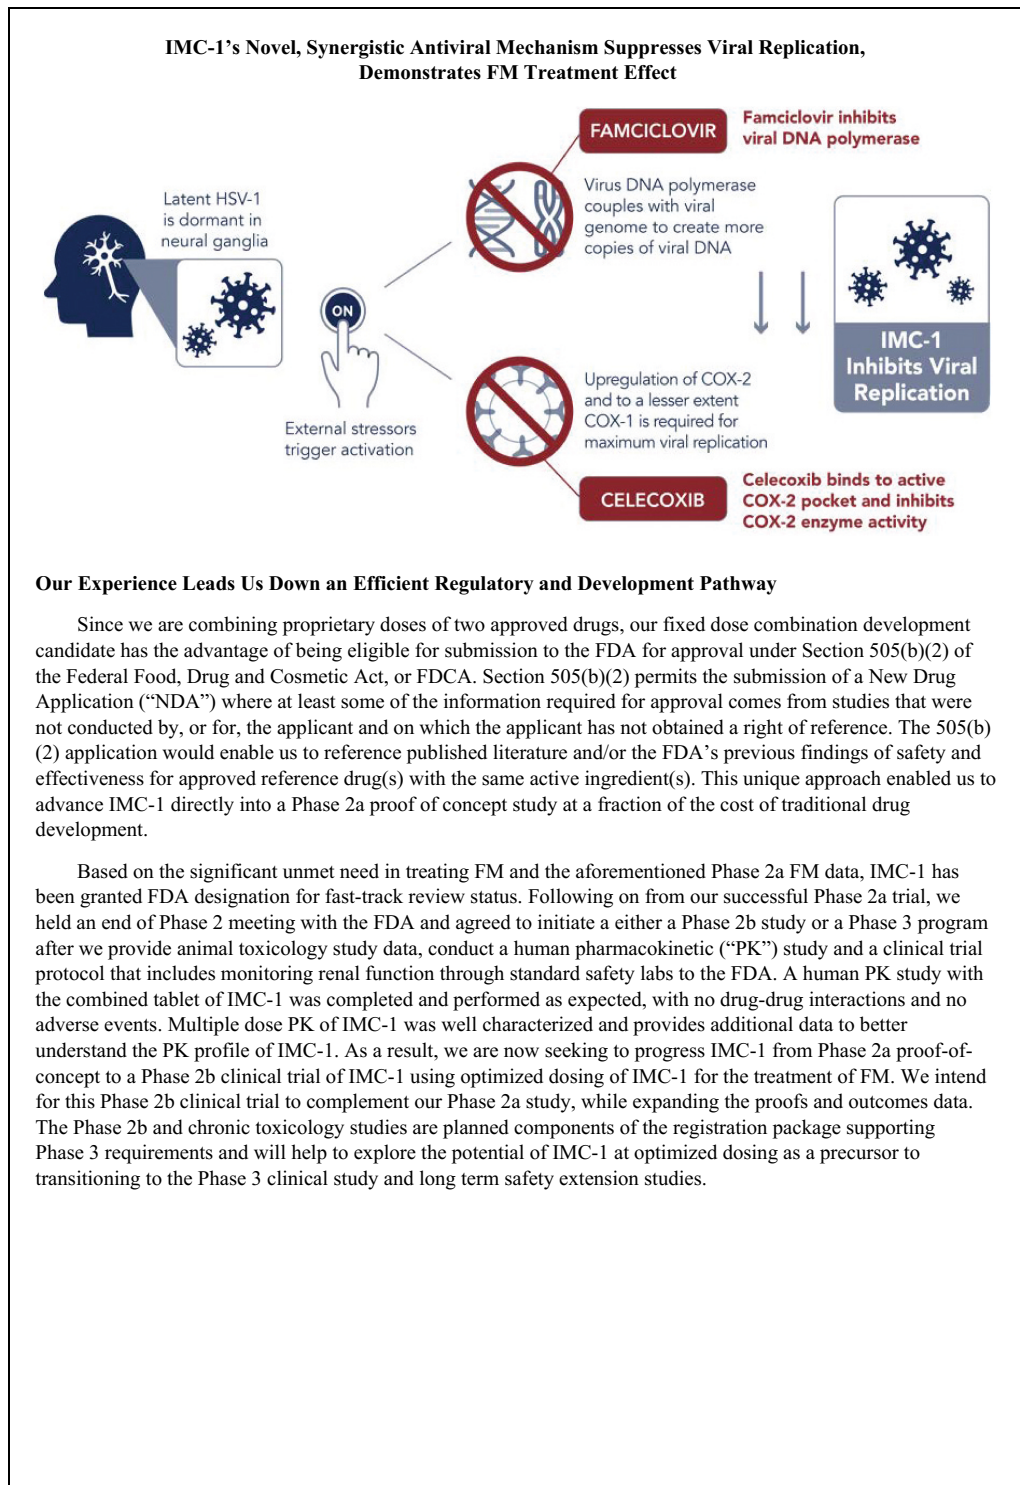 IMC-1’s Novel, Synergistic Antiviral Mechanism Suppresses Viral Replication,
Demonstrates FM Treatment Effect
FAMCICLOVIR
Famciclovir inhibits
viral DNA polymerase
Latent HSV-1
is dormant in
neural ganglia
Virus DNA polymerase
couples with viral
genome to create more
copies of viral DNA
ON
IMC-1
Inhibits Viral
Replication
External stressors
trigger activation
Upregulation of COX-2
and to a lesser extent
COX-1 is required for
maximum viral replication
CELECOXIB
Celecoxib binds to active
COX-2 pocket and inhibits
COX-2 enzyme activity
Our Experience Leads Us Down an Efficient Regulatory and Development Pathway
Since we are combining proprietary doses of two approved drugs, our fixed dose combination development
candidate has the advantage of being eligible for submission to the FDA for approval under Section 505(b)(2) of
the Federal Food, Drug and Cosmetic Act, or FDCA. Section 505(b)(2) permits the submission of a New Drug
Application (“NDA”) where at least some of the information required for approval comes from studies that were
not conducted by, or for, the applicant and on which the applicant has not obtained a right of reference. The 505(b)
(2) application would enable us to reference published literature and/or the FDA’s previous findings of safety and
effectiveness for approved reference drug(s) with the same active ingredient(s). This unique approach enabled us to
advance IMC-1 directly into a Phase 2a proof of concept study at a fraction of the cost of traditional drug
development.
Based on the significant unmet need in treating FM and the aforementioned Phase 2a FM data, IMC-1 has
been granted FDA designation for fast-track review status. Following on from our successful Phase 2a trial, we
held an end of Phase 2 meeting with the FDA and agreed to initiate a either a Phase 2b study or a Phase 3 program
after we provide animal toxicology study data, conduct a human pharmacokinetic (“PK”) study and a clinical trial
protocol that includes monitoring renal function through standard safety labs to the FDA. A human PK study with
the combined tablet of IMC-1 was completed and performed as expected, with no drug-drug interactions and no
adverse events. Multiple dose PK of IMC-1 was well characterized and provides additional data to better
understand the PK profile of IMC-1. As a result, we are now seeking to progress IMC-1 from Phase 2a proof-of-
concept to a Phase 2b clinical trial of IMC-1 using optimized dosing of IMC-1 for the treatment of FM. We intend
for this Phase 2b clinical trial to complement our Phase 2a study, while expanding the proofs and outcomes data.
The Phase 2b and chronic toxicology studies are planned components of the registration package supporting
Phase 3 requirements and will help to explore the potential of IMC-1 at optimized dosing as a precursor to
transitioning to the Phase 3 clinical study and long term safety extension studies.